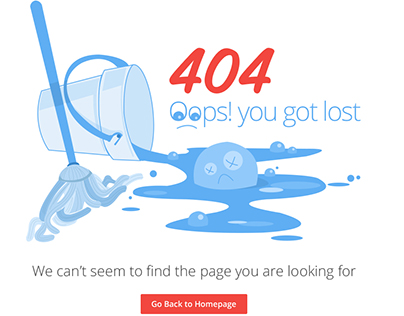 404
Oops! you got lost
We can't seem to find the page you are looking for
Go Back to Homepage